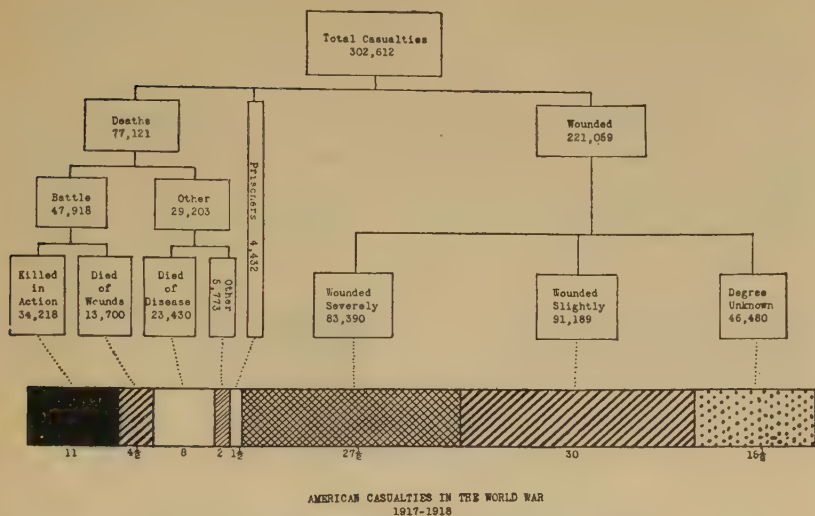 Total Casualties
302,612
Deaths
77,121
Wounded
221,059
Prisoners 4,432
Battle
47,918
Other
29,203
Killed
in
Action
34,218
Died
of
Wounds
13,700
Died
of
Disease
23,430
Other
5,773
Wounded
Severely
83,390
Wounded
Slightly
91,189
Degree
Unknown
46,480
11
4½
8
2
1½
27½
30
15½
AMERICAN CASUALTIES IN THE WORLD WAR
1917-1918